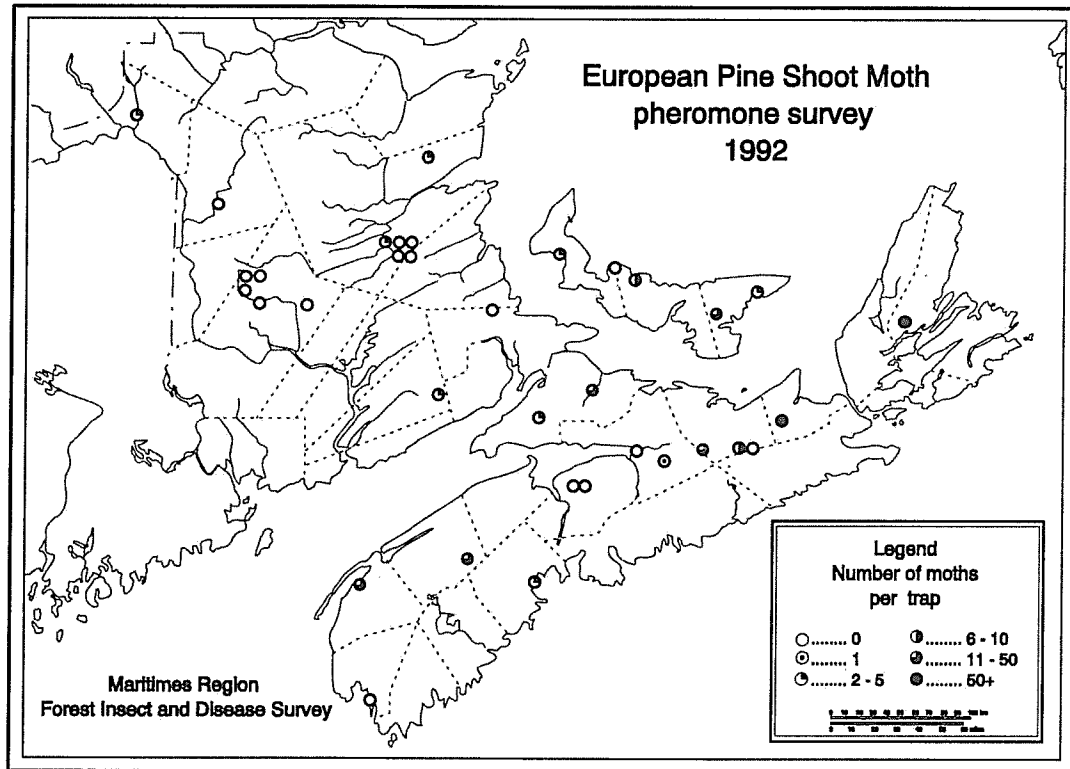 European Pine Shoot Moth
pheromone survey
1992
Legend
Number of moths
per trap
........ 0
........ 1
........ 2 - 5
........ 6 - 10
........ 11 - 50
........ 50+
Maritimes Region
Forest Insect and Disease Survey